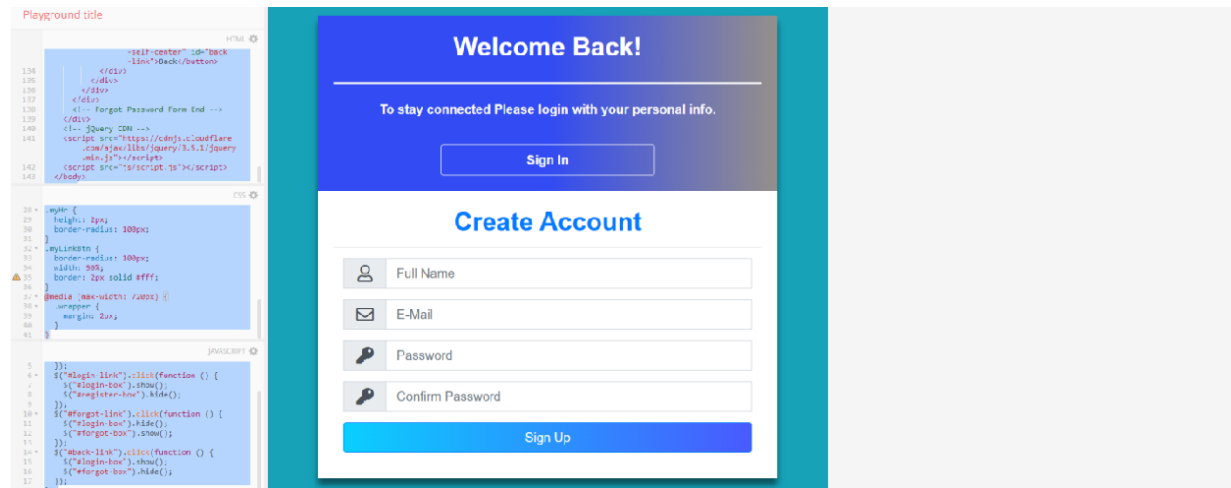 Playground title
HTML
-self-center" id="back
-link">Back</button>
134 </div>
135 </div>
136 </div>
137 </div>
138 <!-- Forgot Password Form End -->
139 </div>
140 <!-- jQuery CDN -->
141 <script src="https://cdnjs.cloudflare
.com/ajax/libs/jquery/3.5.1/jquery
.min.js"></script>
142 <script src="js/script.js"></script>
143 </body>
CSS
28 .myHr {
29 height: 2px;
30 border-radius: 100px;
31 }
32 .myLinkBtn {
33 border-radius: 100px;
34 width: 50%;
35 border: 2px solid #fff;
36 }
37 @media (max-width: 720px) {
38 .wrapper {
39 margin: 2px;
40 }
41 }
JAVASCRIPT
5 });
6 $("#login-link").click(function () {
7 $("#login-box").show();
8 $("#register-box").hide();
9 });
10 $("#forgot-link").click(function () {
11 $("#login-box").hide();
12 $("#forgot-box").show();
13 });
14 $("#back-link").click(function () {
15 $("#login-box").show();
16 $("#forgot-box").hide();
17 });
Welcome Back!
To stay connected Please login with your personal info.
Sign In
Create Account
Full Name
E-Mail
Password
Confirm Password
Sign Up